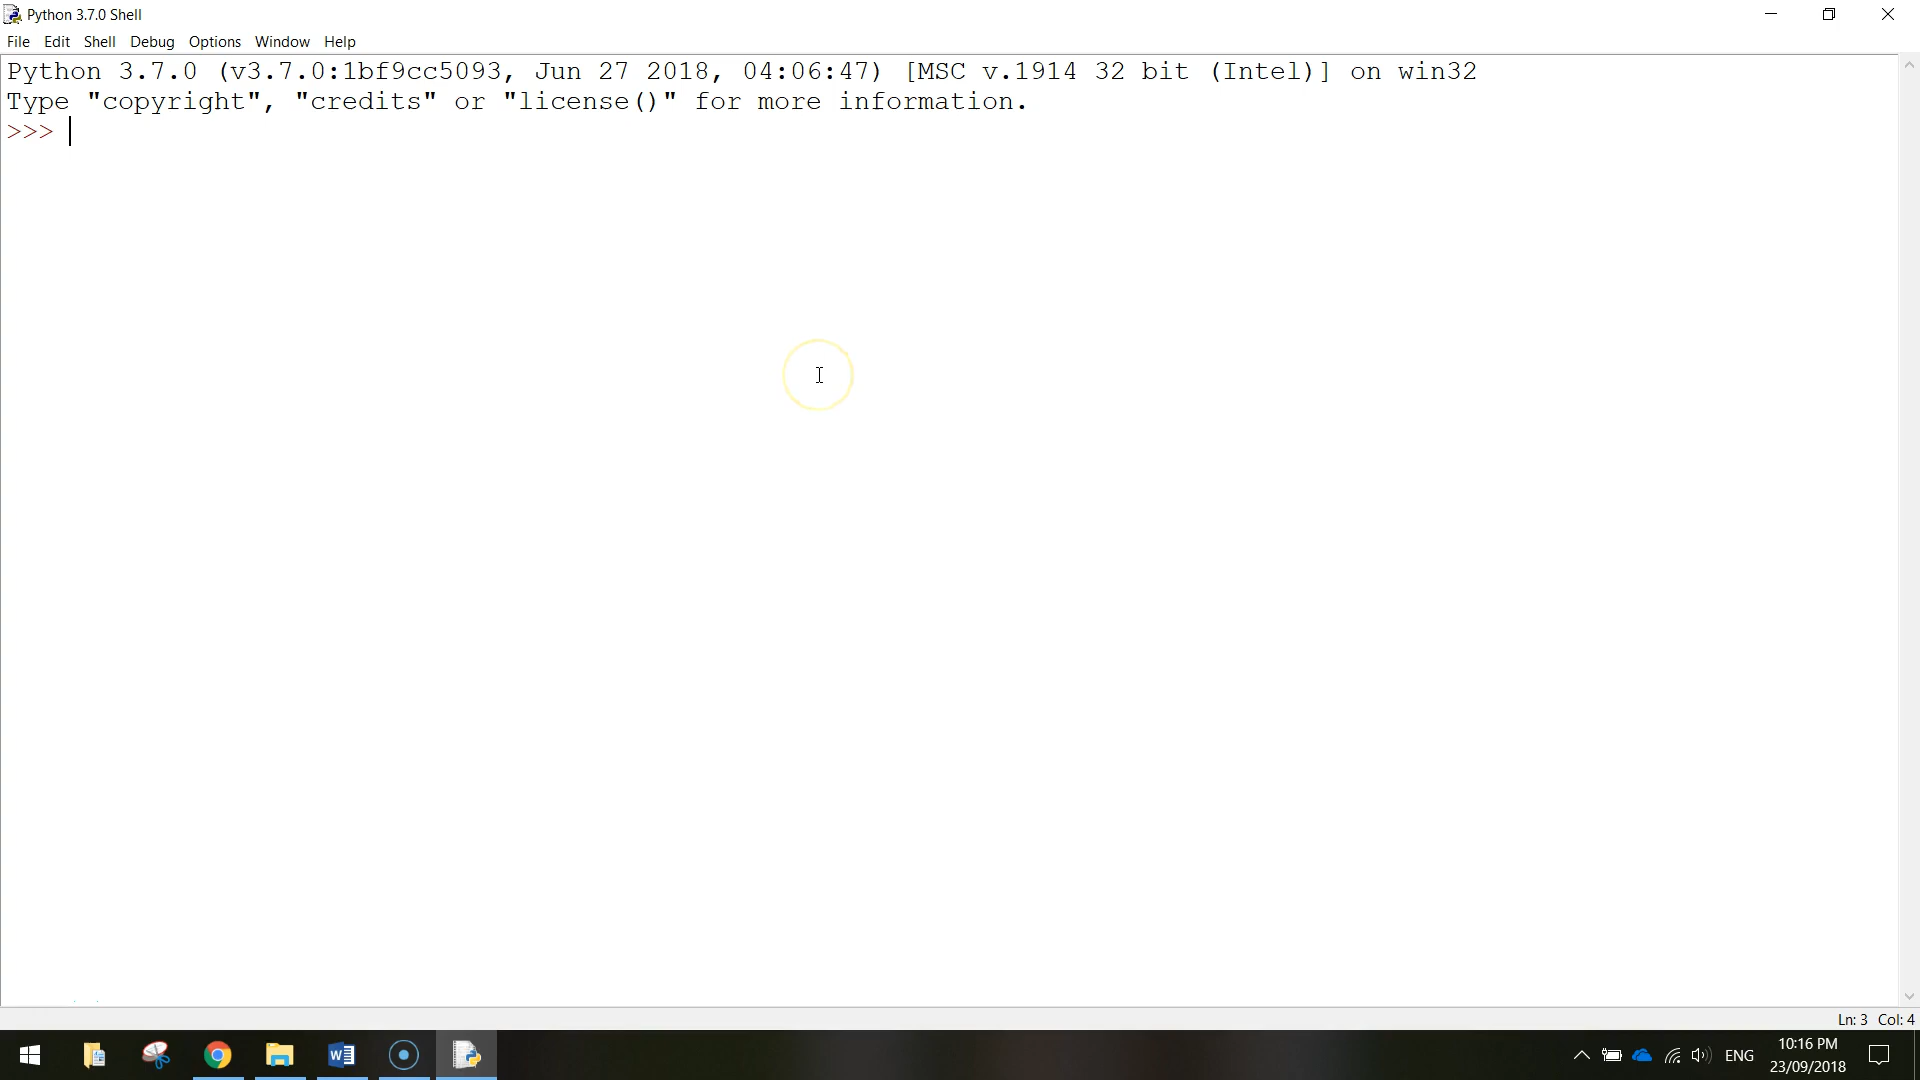 Python 3.7.0 Shell
File Edit Shell Debug Options Window Help
Python 3.7.0 (v3.7.0:1bf9cc5093, Jun 27 2018, 04:06:47) [MSC v.1914 32 bit (Intel)] on win32
Type "copyright", "credits" or "license()" for more information.
>>>
Ln: 3 Col: 4
ENG
10:16 PM
23/09/2018